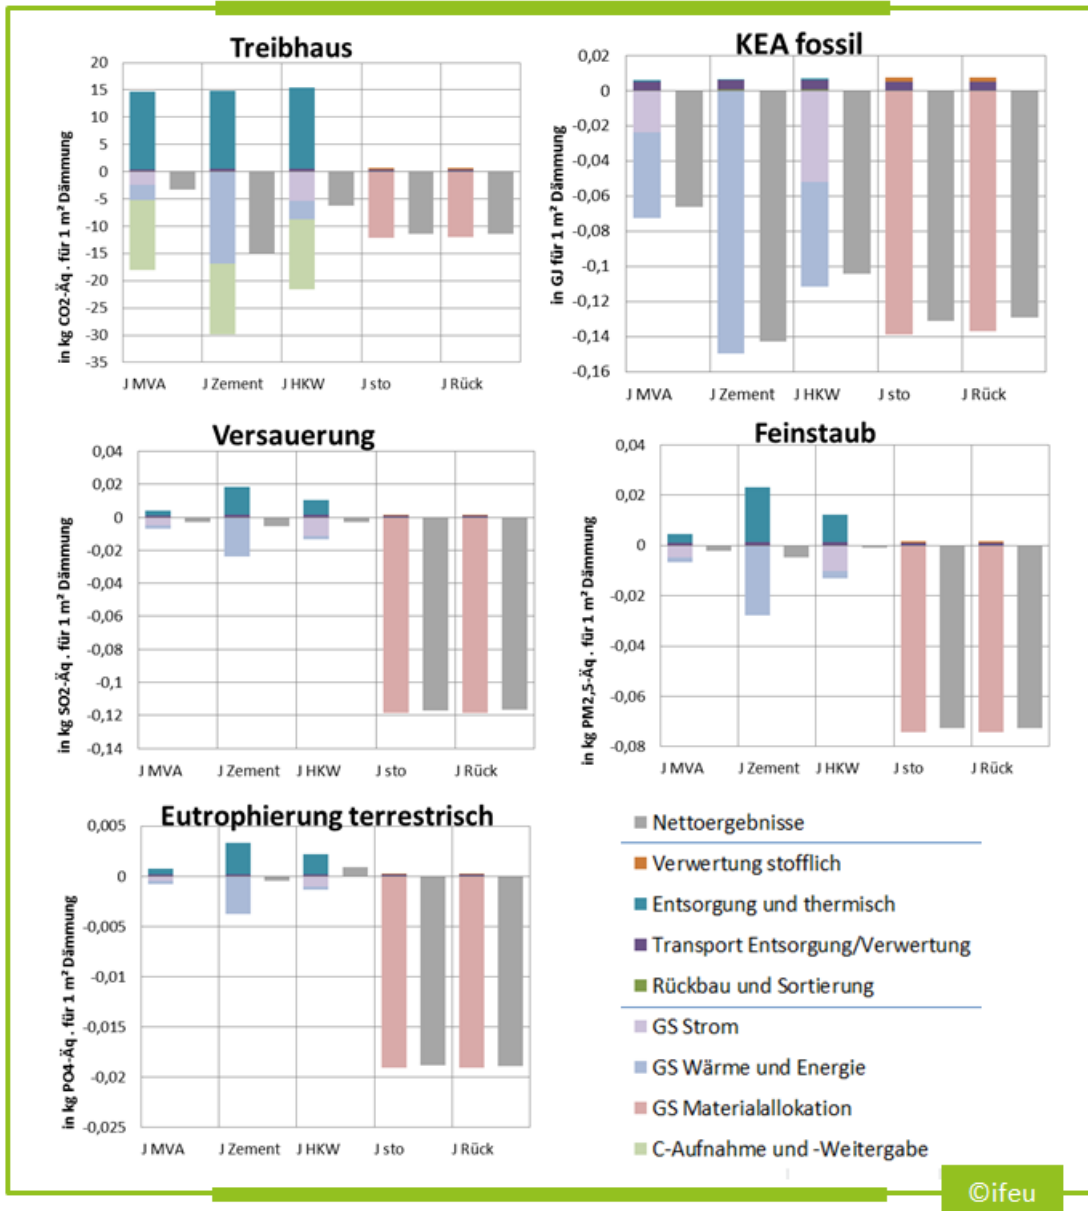 Treibhaus
in kg CO2-Äq . für 1 m² Dämmung
20
15
10
5
0
-5
-10
-15
-20
-25
-30
-35
J MVA
J Zement
J HKW
J sto
J Rück
KEA fossil
in GJ für 1 m² Dämmung
0,02
0
-0,02
-0,04
-0,06
-0,08
-0,1
-0,12
-0,14
-0,16
J MVA
J Zement
J HKW
J sto
J Rück
Versauerung
in kg SO2-Äq . für 1 m² Dämmung
0,04
0,02
0
-0,02
-0,04
-0,06
-0,08
-0,1
-0,12
-0,14
J MVA
J Zement
J HKW
J sto
J Rück
Feinstaub
in kg PM2,5-Äq. für 1 m² Dämmung
0,04
0,02
0
-0,02
-0,04
-0,06
-0,08
J MVA
J Zement
J HKW
J sto
J Rück
Eutrophierung terrestrisch
in kg PO4-Äq . für 1 m² Dämmung
0,005
0
-0,005
-0,01
-0,015
-0,02
-0,025
J MVA
J Zement
J HKW
J sto
J Rück
Nettoergebnisse
Verwertung stofflich
Entsorgung und thermisch
Transport Entsorgung/Verwertung
Rückbau und Sortierung
GS Strom
GS Wärme und Energie
GS Materialallokation
C-Aufnahme und -Weitergabe
©ifeu